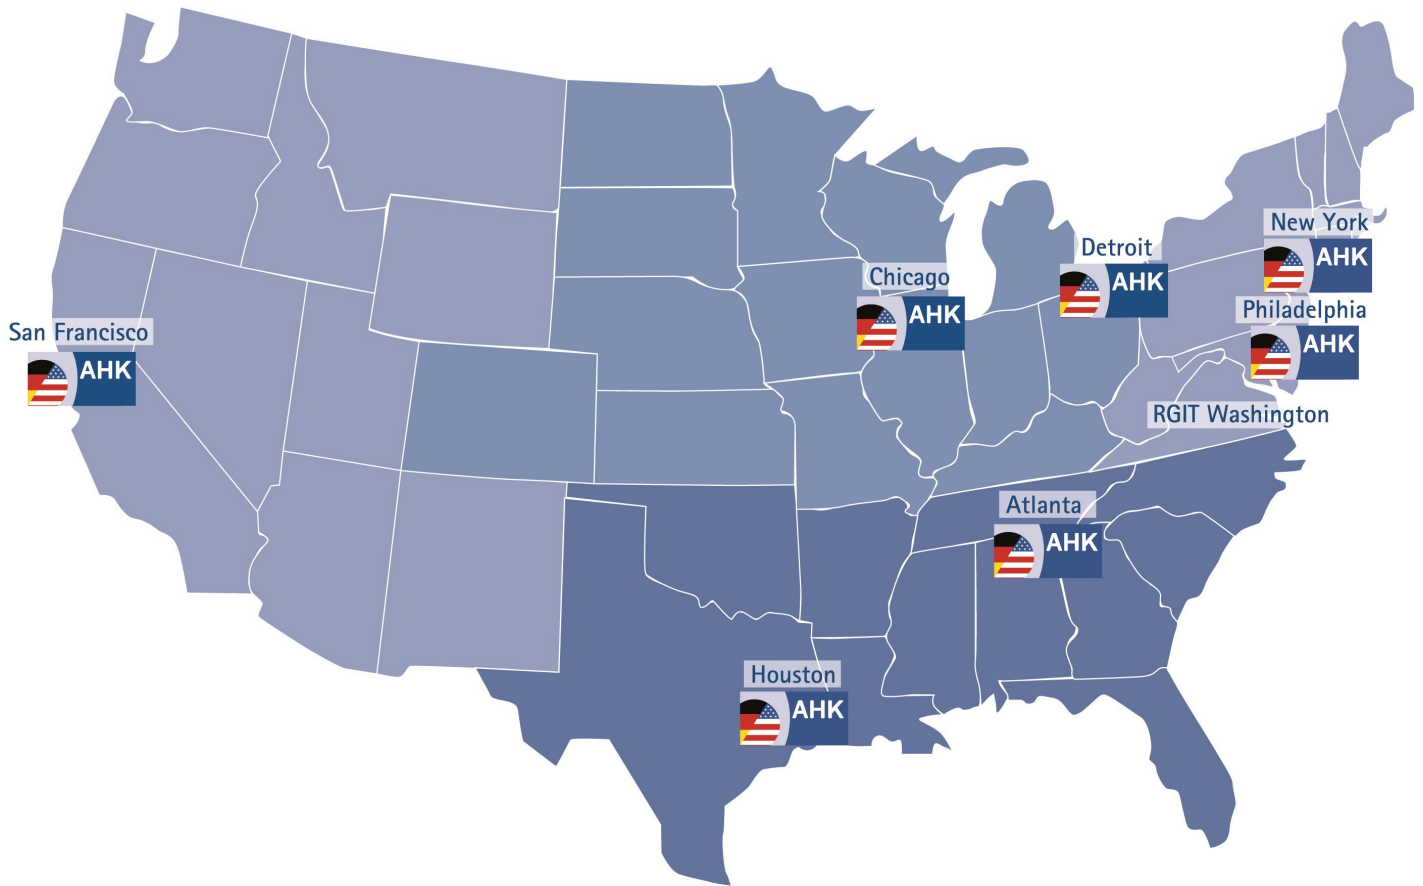 New York
AHK
Detroit
AHK
Chicago
AHK
Philadelphia
AHK
San Francisco
AHK
RGIT Washington
Atlanta
AHK
Houston
AHK